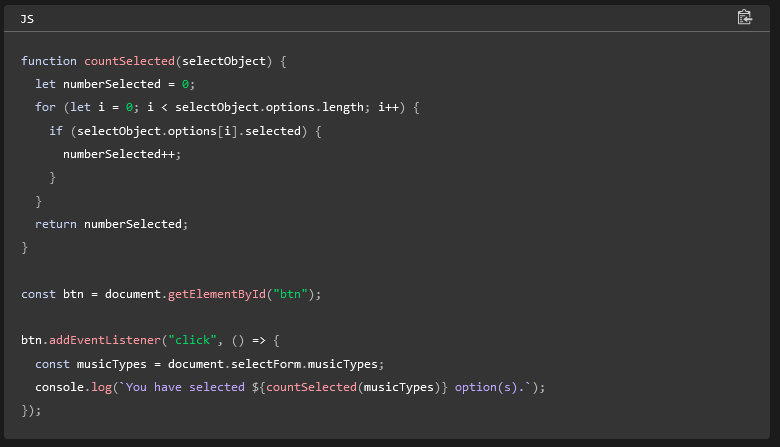 JS
function countSelected(selectObject) {
  let numberSelected = 0;
  for (let i = 0; i < selectObject.options.length; i++) {
    if (selectObject.options[i].selected) {
      numberSelected++;
    }
  }
  return numberSelected;
}

const btn = document.getElementById("btn");

btn.addEventListener("click", () => {
  const musicTypes = document.selectForm.musicTypes;
  console.log(`You have selected ${countSelected(musicTypes)} option(s).`);
});